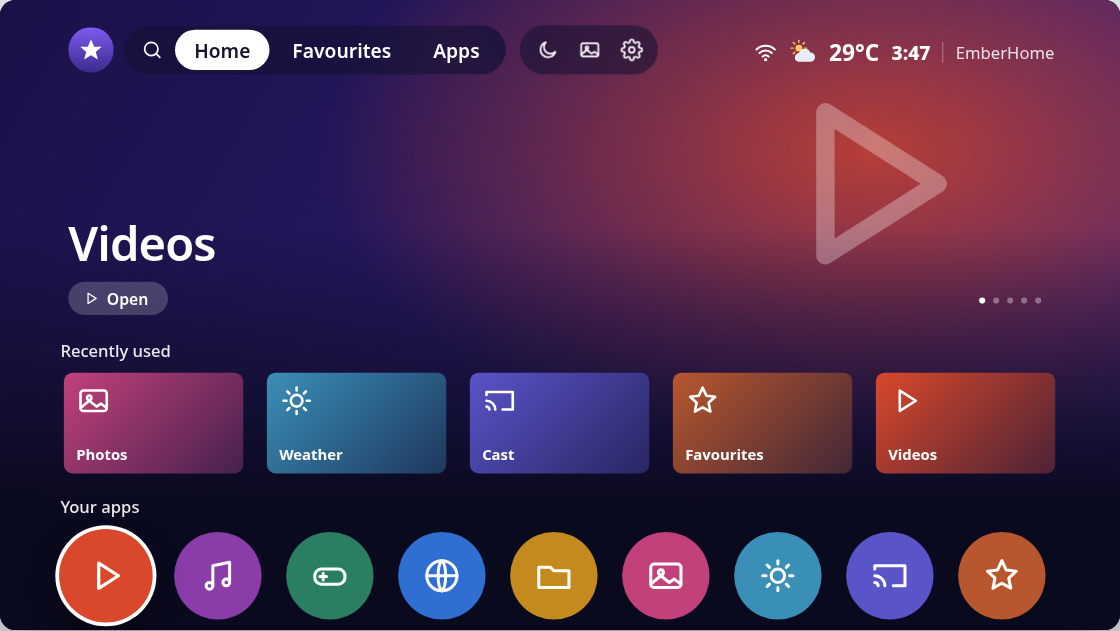 Home Favourites Apps 29°C 3:47 EmberHome
Videos
Open
Recently used
Photos Weather Cast Favourites Videos
Your apps